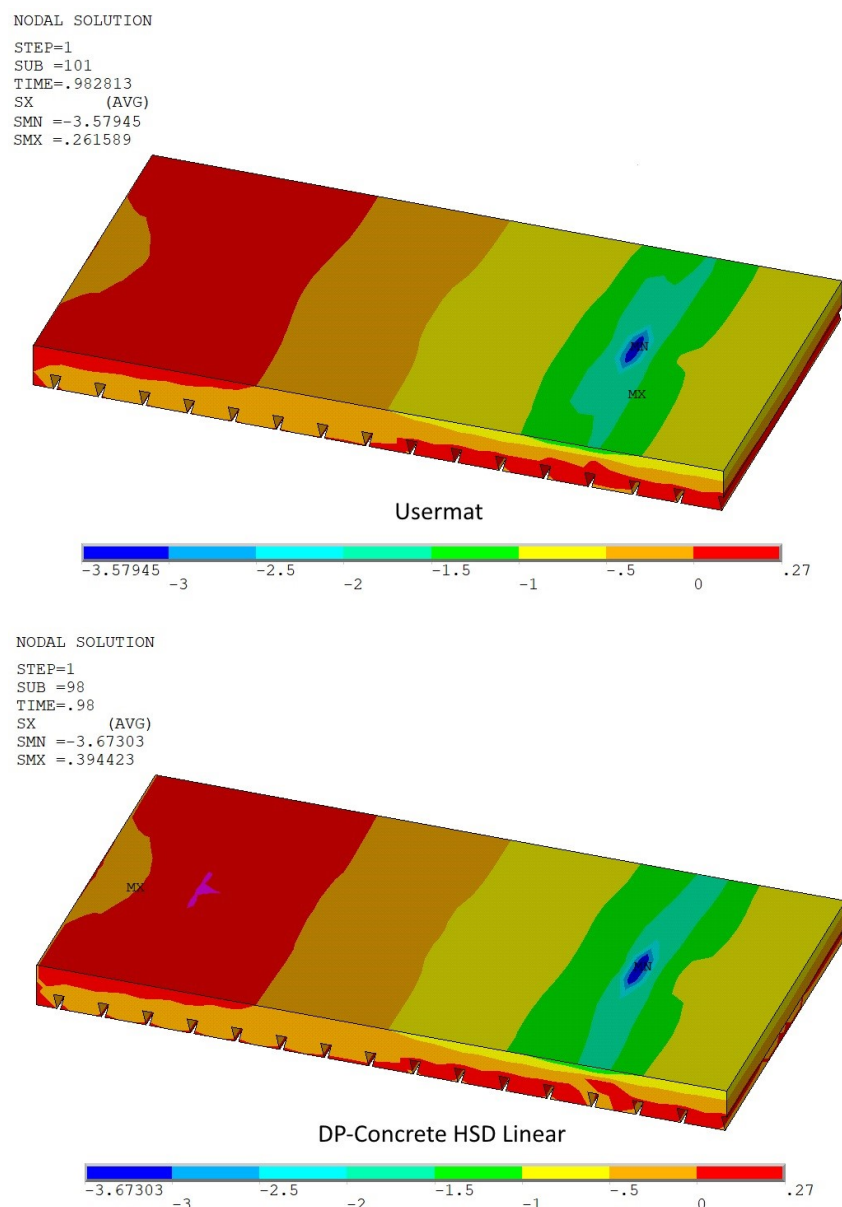 NODAL SOLUTION
STEP=1
SUB =101
TIME=.982813
SX (AVG)
SMN =-3.57945
SMX =.261589
MN
MX
Usermat
-3.57945 -2.5 -1.5 -.5 .27
-3 -2 -1 0
NODAL SOLUTION
STEP=1
SUB =98
TIME=.98
SX (AVG)
SMN =-3.67303
SMX =.394423
MX
MN
DP-Concrete HSD Linear
-3.67303 -2.5 -1.5 -.5 .27
-3 -2 -1 0